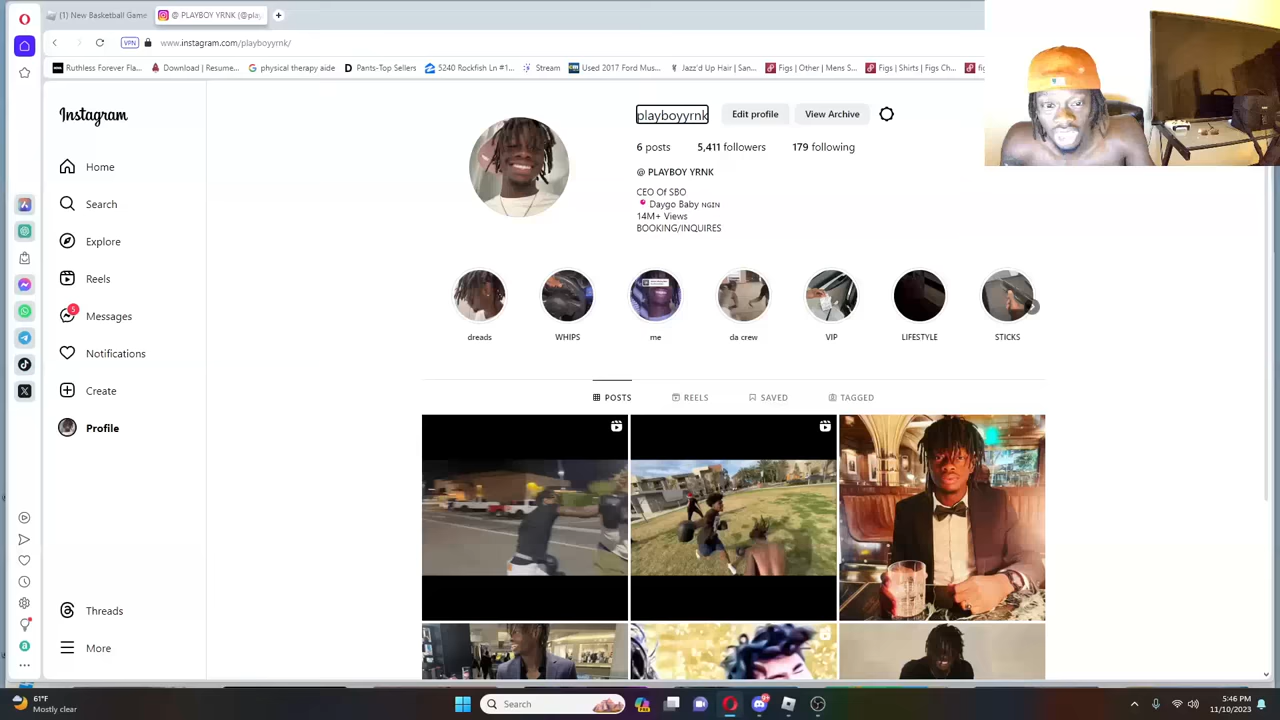 (1) New Basketball Game
@ PLAYBOY YRNK (@play
VPN
www.instagram.com/playboyyrnk/
Ruthless Forever Fla...
Download | Resume...
physical therapy aide
Pants-Top Sellers
5240 Rockfish Ln #1...
Stream
Used 2017 Ford Mus...
Jazz'd Up Hair | San...
Figs | Other | Mens S...
Figs | Shirts | Figs Ch...
Instagram
Home
Search
Explore
Reels
5
Messages
Notifications
Create
Profile
Threads
More
playboyyrnk
Edit profile
View Archive
6 posts
5,411 followers
179 following
@ PLAYBOY YRNK
CEO Of SBO
Daygo Baby NGZN
14M+ Views
BOOKING/INQUIRES
dreads
WHIPS
me
da crew
VIP
LIFESTYLE
STICKS
POSTS
REELS
SAVED
TAGGED
61°F
Mostly clear
Search
5:46 PM
11/10/2023